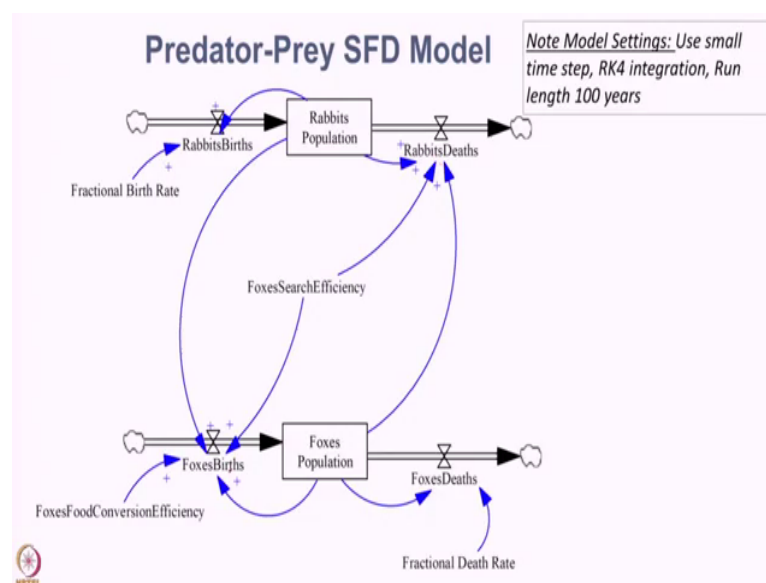 Predator-Prey SFD Model
Note Model Settings: Use small
time step, RK4 integration, Run
length 100 years
Rabbits
Population
RabbitsBirths
RabbitsDeaths
Fractional Birth Rate
FoxesSearchEfficiency
Foxes
Population
FoxesBirths
FoxesDeaths
FoxesFoodConversionEfficiency
Fractional Death Rate